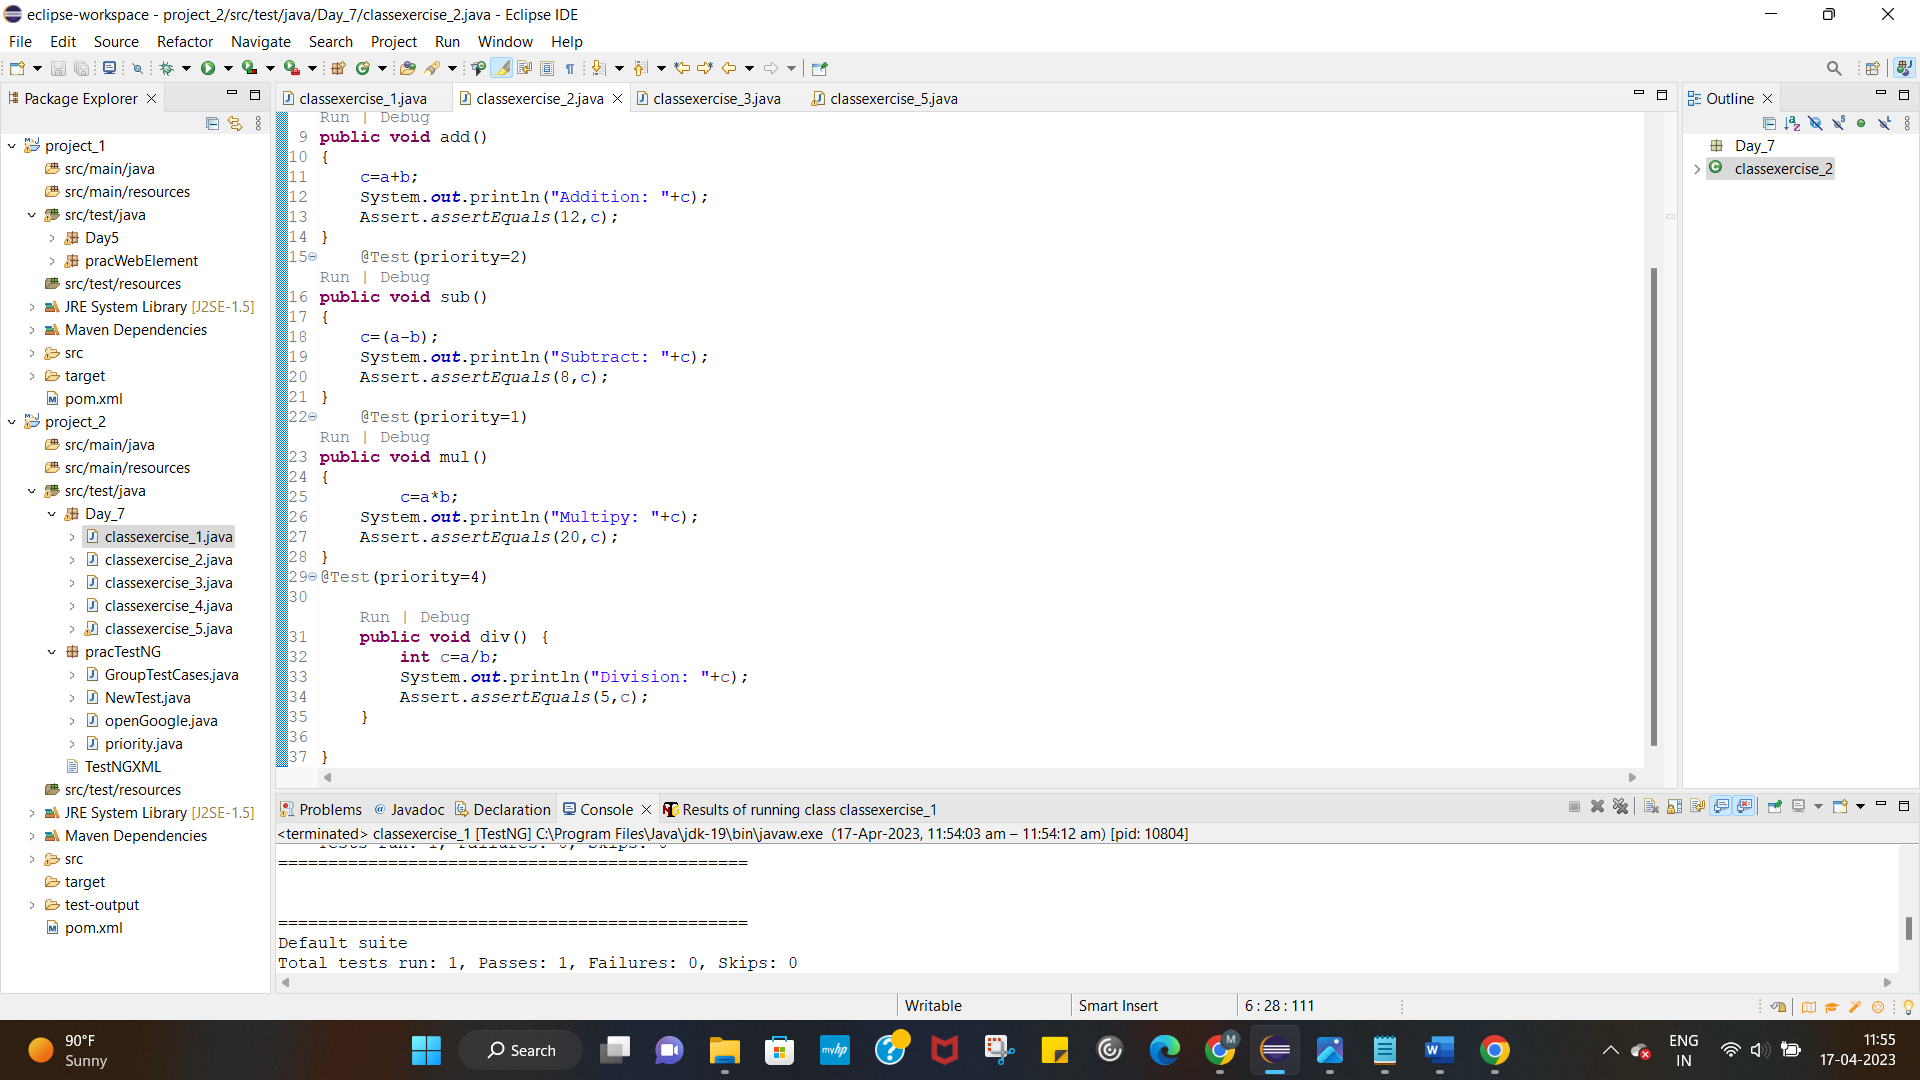 eclipse-workspace - project_2/src/test/java/Day_7/classexercise_2.java - Eclipse IDE
File Edit Source Refactor Navigate Search Project Run Window Help
Package Explorer
project_1
src/main/java
src/main/resources
src/test/java
Day5
pracWebElement
src/test/resources
JRE System Library [J2SE-1.5]
Maven Dependencies
src
target
pom.xml
project_2
src/main/java
src/main/resources
src/test/java
Day_7
classexercise_1.java
classexercise_2.java
classexercise_3.java
classexercise_4.java
classexercise_5.java
pracTestNG
GroupTestCases.java
NewTest.java
openGoogle.java
priority.java
TestNGXML
src/test/resources
JRE System Library [J2SE-1.5]
Maven Dependencies
src
target
test-output
pom.xml
classexercise_1.java classexercise_2.java classexercise_3.java classexercise_5.java
Run | Debug
9 public void add()
10 {
11 c=a+b;
12 System.out.println("Addition: "+c);
13 Assert.assertEquals(12,c);
14 }
15 @Test(priority=2)
Run | Debug
16 public void sub()
17 {
18 c=(a-b);
19 System.out.println("Subtract: "+c);
20 Assert.assertEquals(8,c);
21 }
22 @Test(priority=1)
Run | Debug
23 public void mul()
24 {
25 c=a*b;
26 System.out.println("Multipy: "+c);
27 Assert.assertEquals(20,c);
28 }
29 @Test(priority=4)
30
Run | Debug
31 public void div() {
32 int c=a/b;
33 System.out.println("Division: "+c);
34 Assert.assertEquals(5,c);
35 }
36
37 }
Outline
Day_7
classexercise_2
Problems Javadoc Declaration Console Results of running class classexercise_1
<terminated> classexercise_1 [TestNG] C:\Program Files\Java\jdk-19\bin\javaw.exe (17-Apr-2023, 11:54:03 am – 11:54:12 am) [pid: 10804]
Tests run: 1, Failures: 0, Skips: 0
===============================================
===============================================
Default suite
Total tests run: 1, Passes: 1, Failures: 0, Skips: 0
Writable Smart Insert 6 : 28 : 111
90°F
Sunny
Search
myhp
M
ENG
IN
11:55
17-04-2023